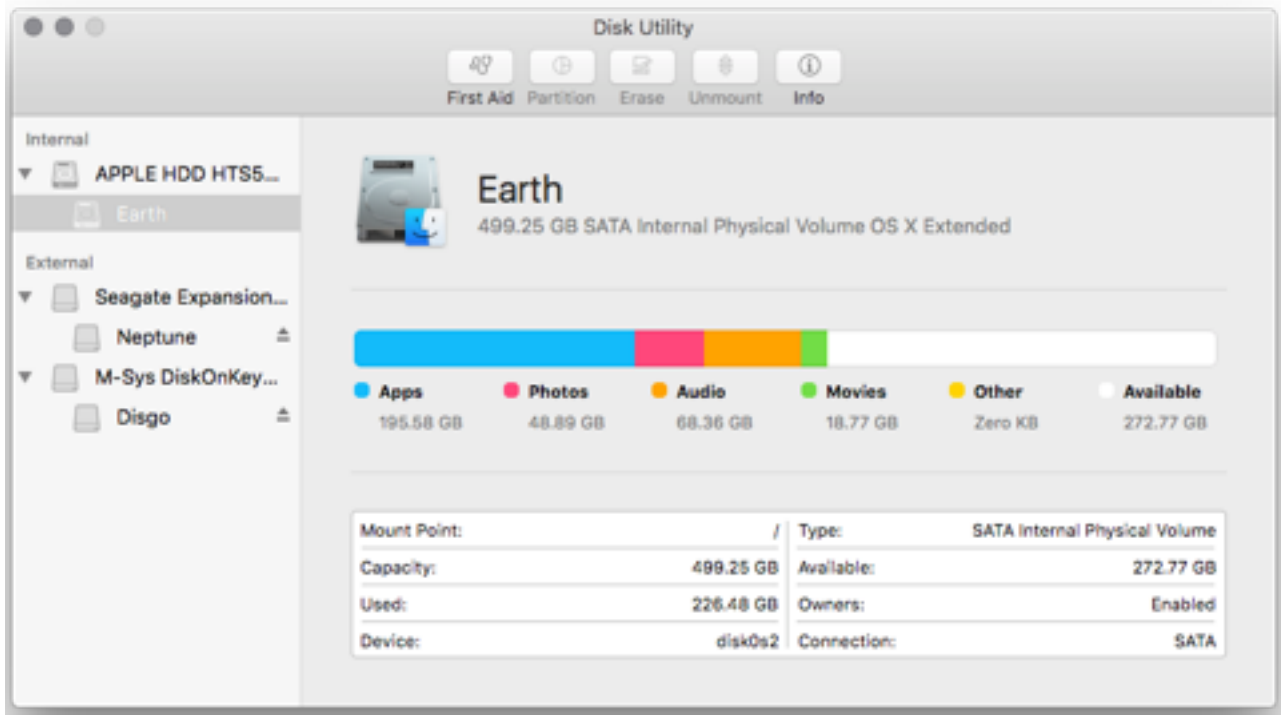 Disk Utility
First Aid Partition Erase Unmount Info
Internal
APPLE HDD HTS5...
Earth
External
Seagate Expansion...
Neptune
M-Sys DiskOnKey...
Disgo
Earth
499.25 GB SATA Internal Physical Volume OS X Extended
Apps Photos Audio Movies Other Available
195.58 GB 48.89 GB 68.36 GB 18.77 GB Zero KB 272.77 GB
Mount Point: / Type: SATA Internal Physical Volume
Capacity: 499.25 GB Available: 272.77 GB
Used: 226.48 GB Owners: Enabled
Device: disk0s2 Connection: SATA